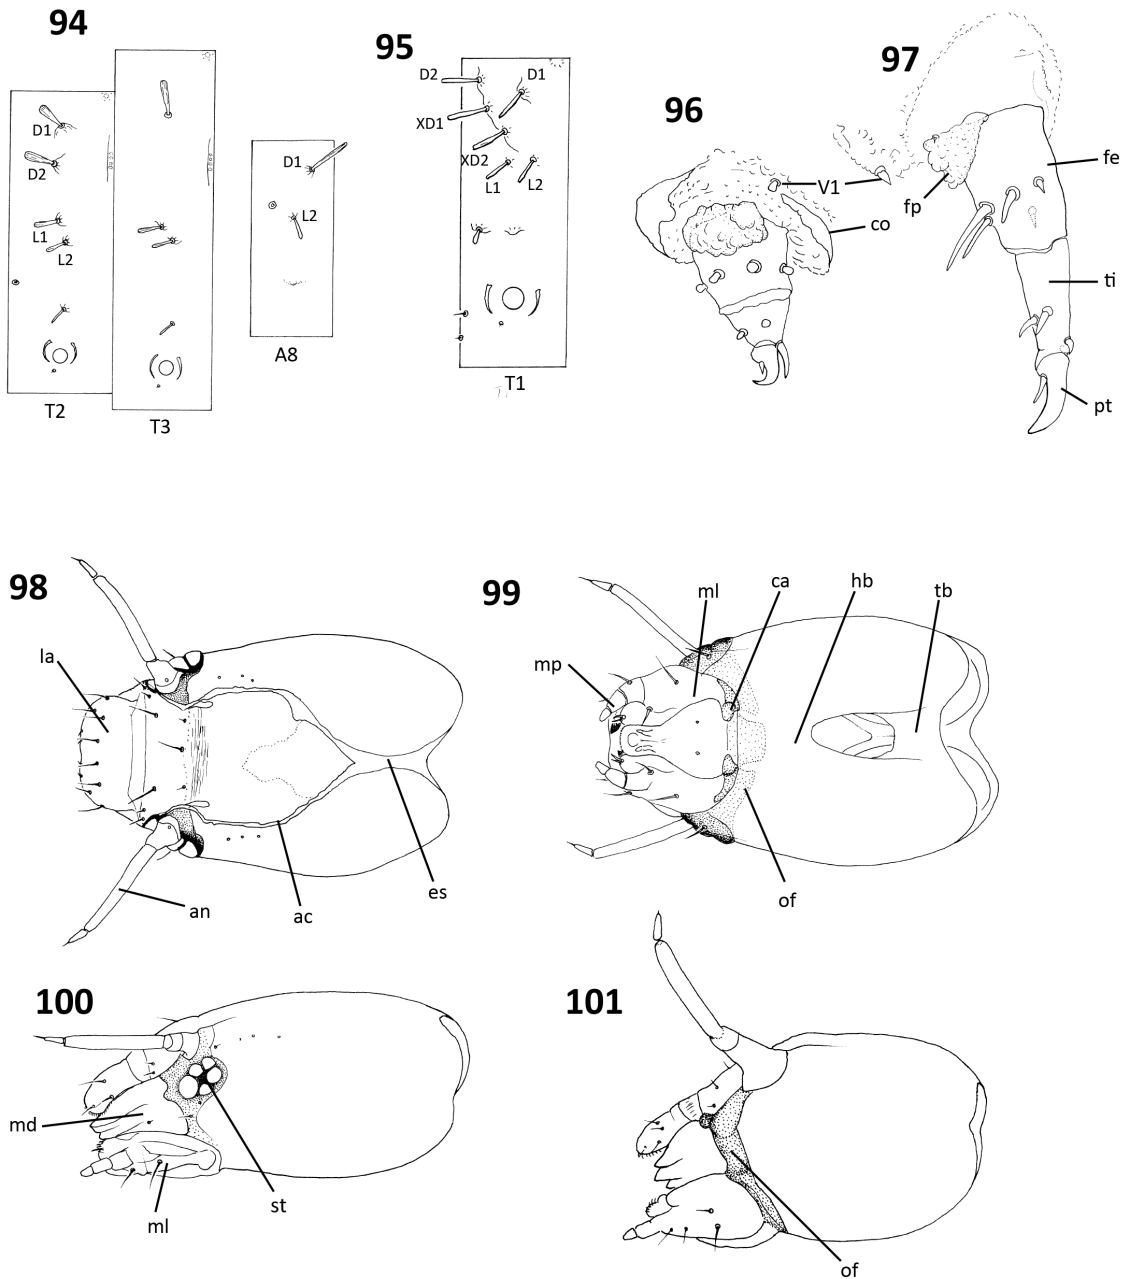 94
D1
D2
L1
L2
T2
T3
D1
L2
A8
95
D2
D1
XD1
XD2
L1
L2
T1
96
V1
co
97
fe
fp
ti
pt
98
la
an
ac
es
99
mp
ml
ca
hb
tb
of
100
md
ml
st
101
of